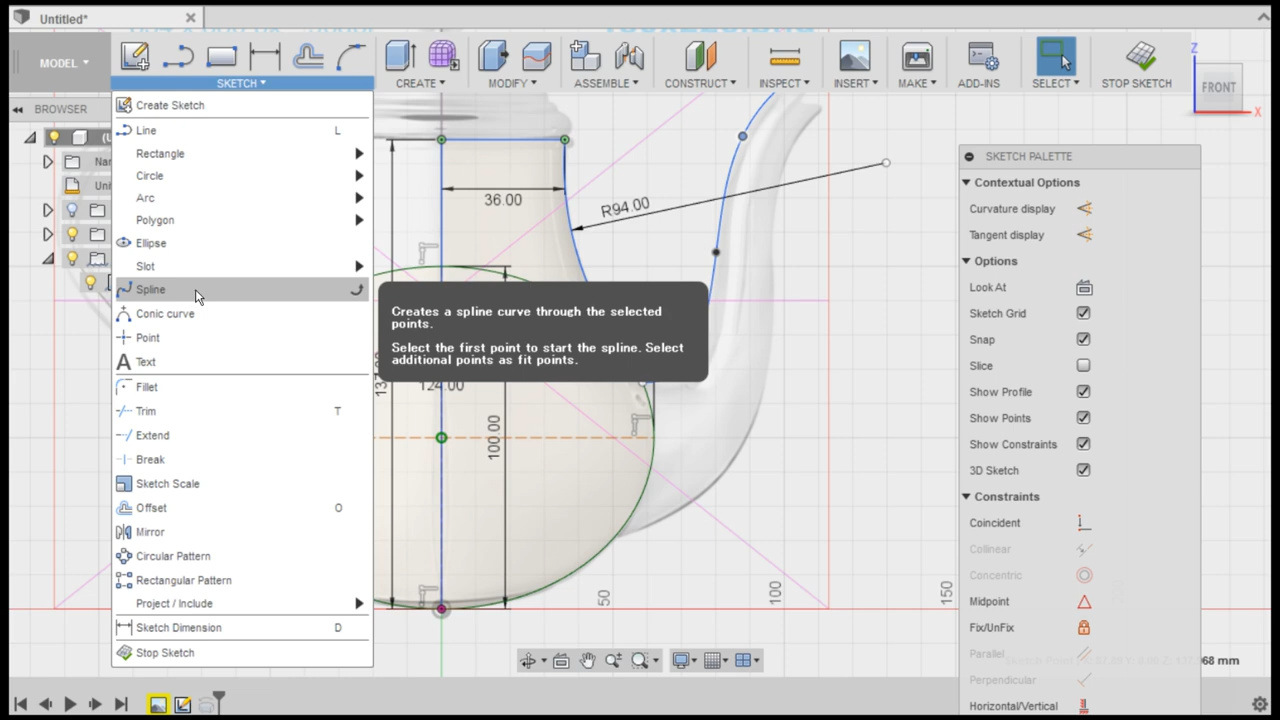 Untitled*
MODEL
SKETCH
CREATE
MODIFY
ASSEMBLE
CONSTRUCT
INSPECT
INSERT
MAKE
ADD-INS
SELECT
STOP SKETCH
Z
FRONT
X
BROWSER
(U
Nar
Uni
Create Sketch
Line L
Rectangle
Circle
Arc
Polygon
Ellipse
Slot
Spline
Conic curve
Point
Text
Fillet
Trim T
Extend
Break
Sketch Scale
Offset O
Mirror
Circular Pattern
Rectangular Pattern
Project / Include
Sketch Dimension D
Stop Sketch
36.00
R94.00
Creates a spline curve through the selected
points.
Select the first point to start the spline. Select
additional points as fit points.
124.00
100.00
50
100
150
SKETCH PALETTE
Contextual Options
Curvature display
Tangent display
Options
Look At
Sketch Grid
Snap
Slice
Show Profile
Show Points
Show Constraints
3D Sketch
Constraints
Coincident
Collinear
Concentric
Midpoint
Fix/UnFix
Parallel
68 mm
Perpendicular
Horizontal/Vertical